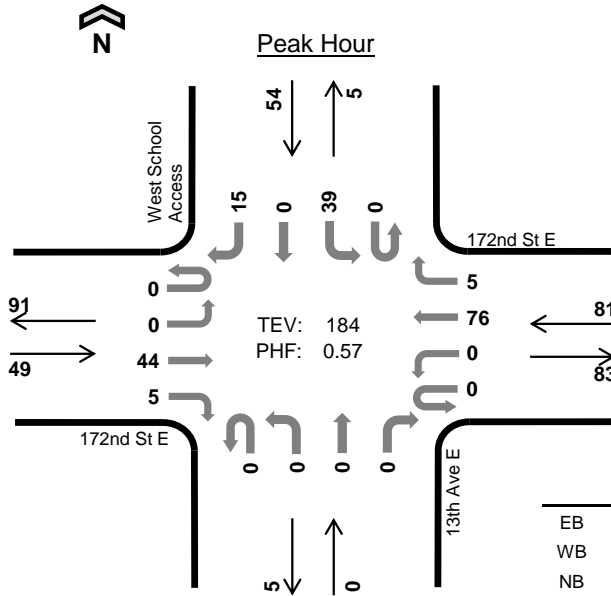 N
Peak Hour
54
5
West School
Access
15
0
39
0
172nd St E
0
5
91
0
TEV: 184
76
81
49
44
PHF: 0.57
0
83
5
0
172nd St E
0
0
0
0
13th Ave E
EB
WB
NB
5
0